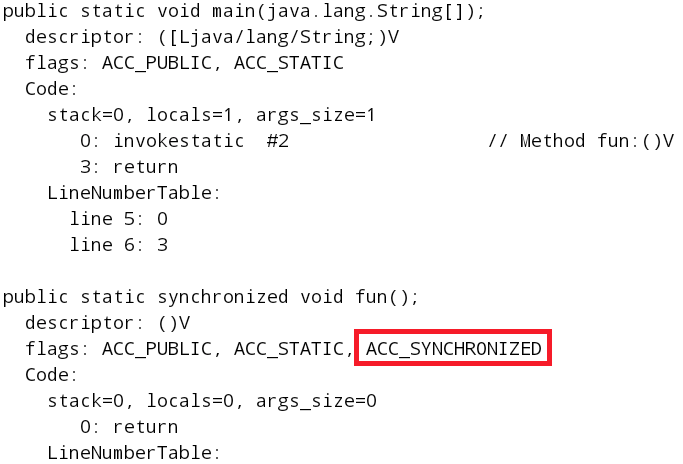 public static void main(java.lang.String[]);
  descriptor: ([Ljava/lang/String;)V
  flags: ACC_PUBLIC, ACC_STATIC
  Code:
    stack=0, locals=1, args_size=1
       0: invokestatic  #2                  // Method fun:()V
       3: return
    LineNumberTable:
      line 5: 0
      line 6: 3

public static synchronized void fun();
  descriptor: ()V
  flags: ACC_PUBLIC, ACC_STATIC, ACC_SYNCHRONIZED
  Code:
    stack=0, locals=0, args_size=0
       0: return
    LineNumberTable: